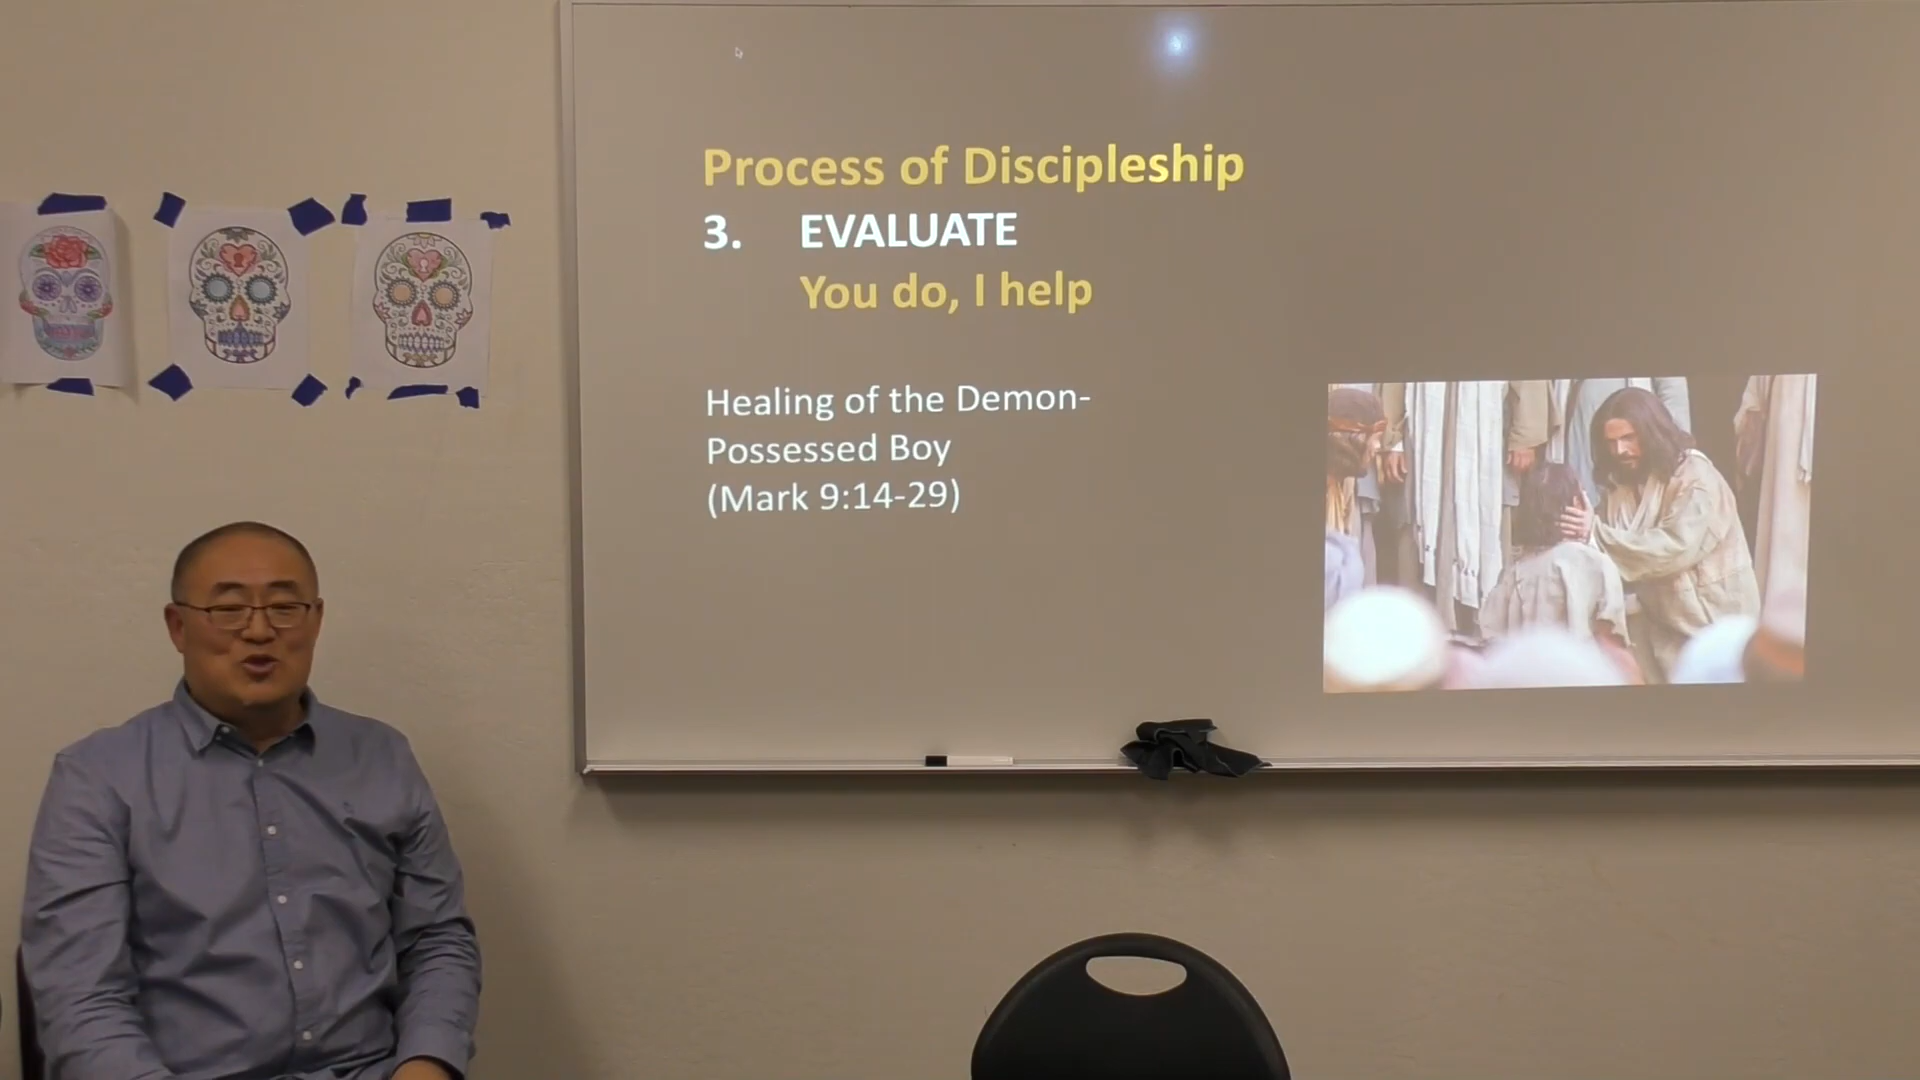 Process of Discipleship
3. EVALUATE
You do, I help
Healing of the Demon-
Possessed Boy
(Mark 9:14-29)